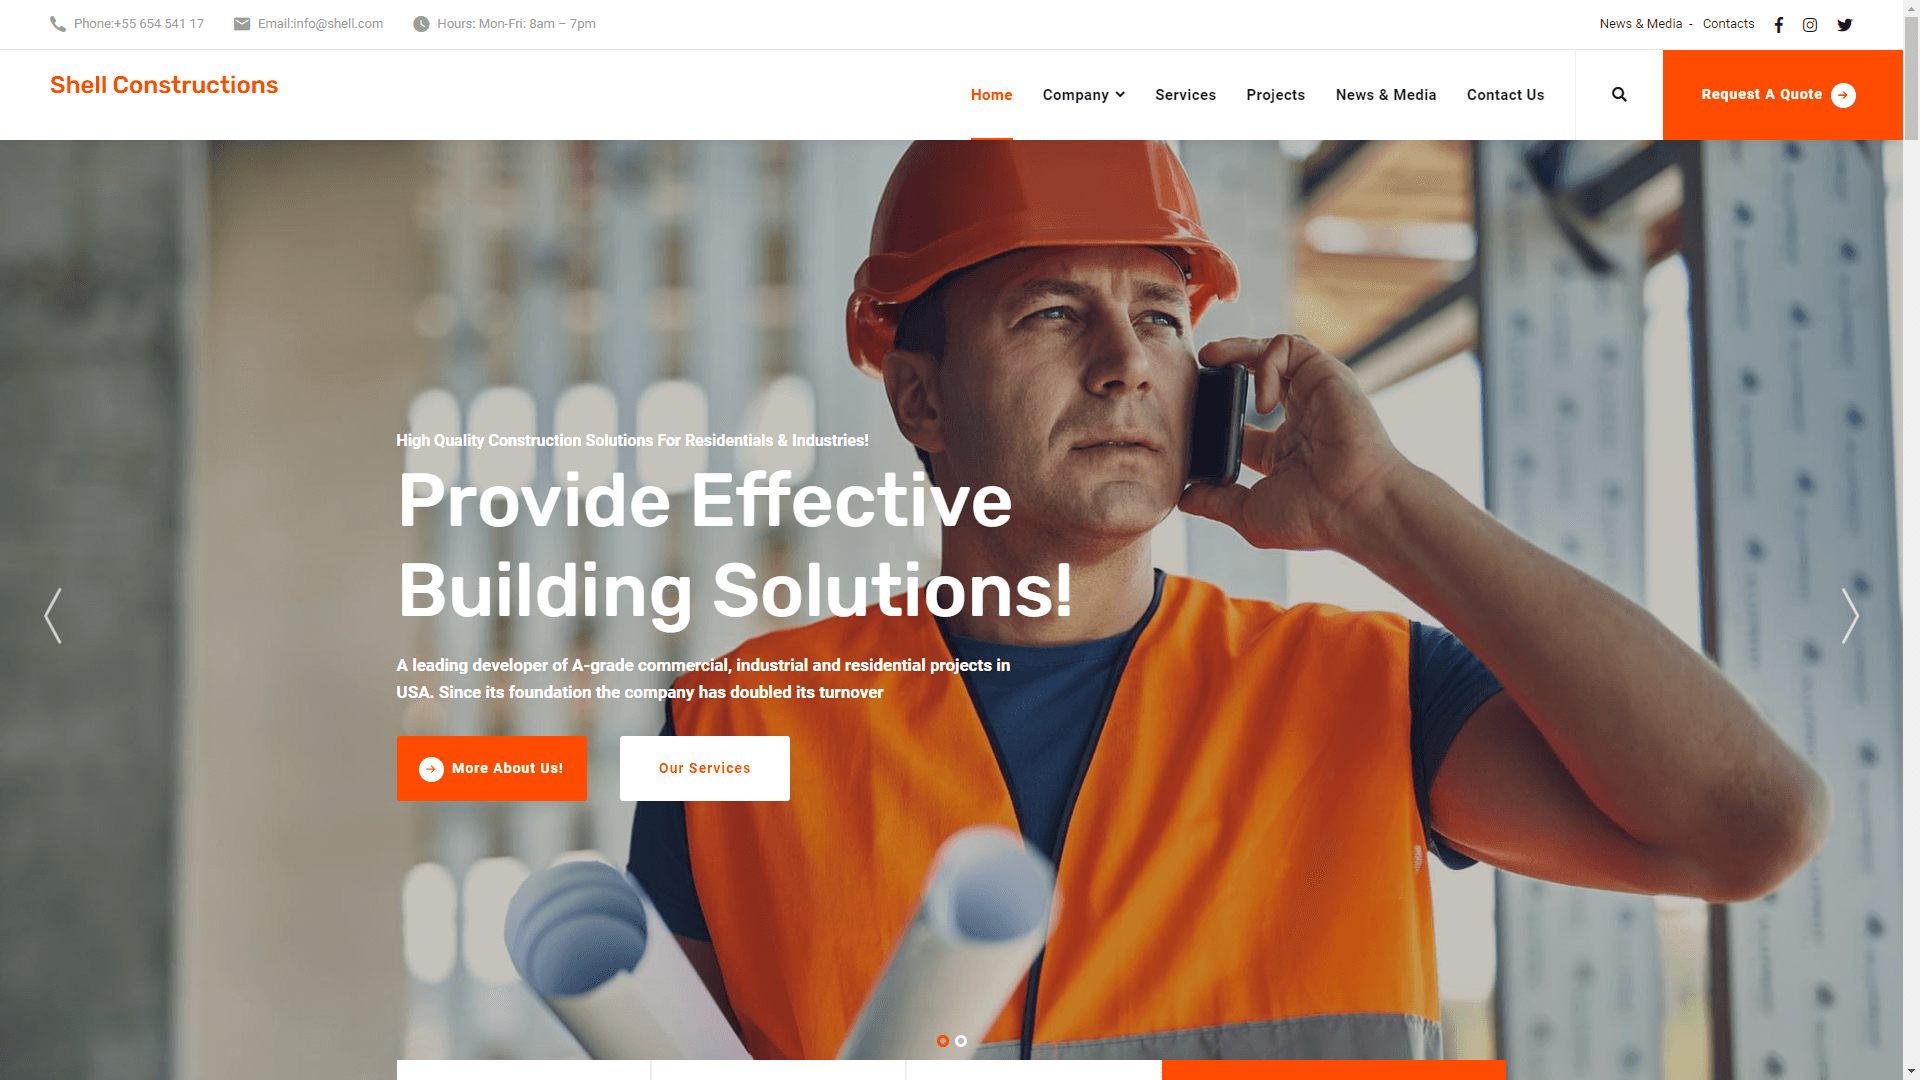 Phone:+55 654 541 17
Email:info@shell.com
Hours: Mon-Fri: 8am – 7pm
News & Media - Contacts
Shell Constructions
Home
Company
Services
Projects
News & Media
Contact Us
Request A Quote
High Quality Construction Solutions For Residentials & Industries!
Provide Effective
Building Solutions!
A leading developer of A-grade commercial, industrial and residential projects in
USA. Since its foundation the company has doubled its turnover
More About Us!
Our Services